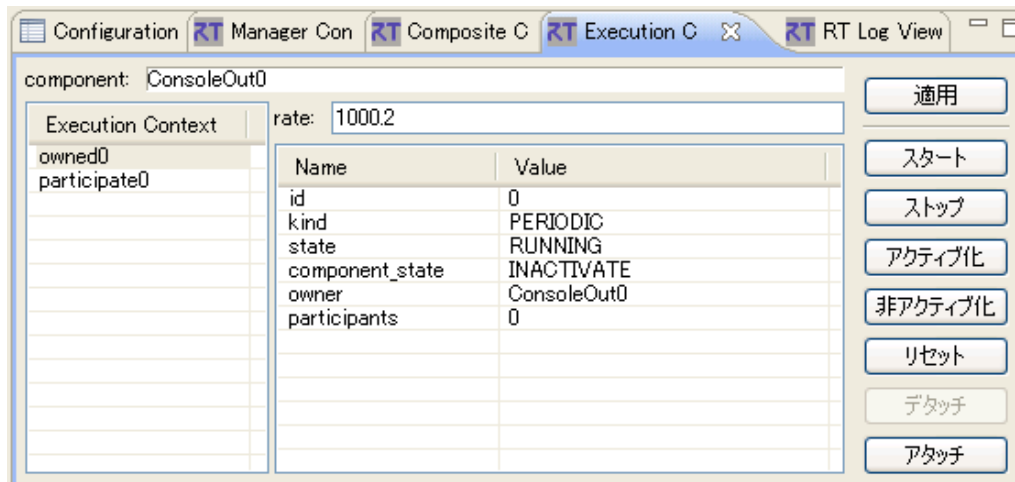 Configuration RT Manager Con RT Composite C RT Execution C RT RT Log View
component: ConsoleOut0
適用
Execution Context
rate: 1000.2
owned0
participate0
Name Value
id 0
kind PERIODIC
state RUNNING
component_state INACTIVATE
owner ConsoleOut0
participants 0
スタート
ストップ
アクティブ化
非アクティブ化
リセット
デタッチ
アタッチ